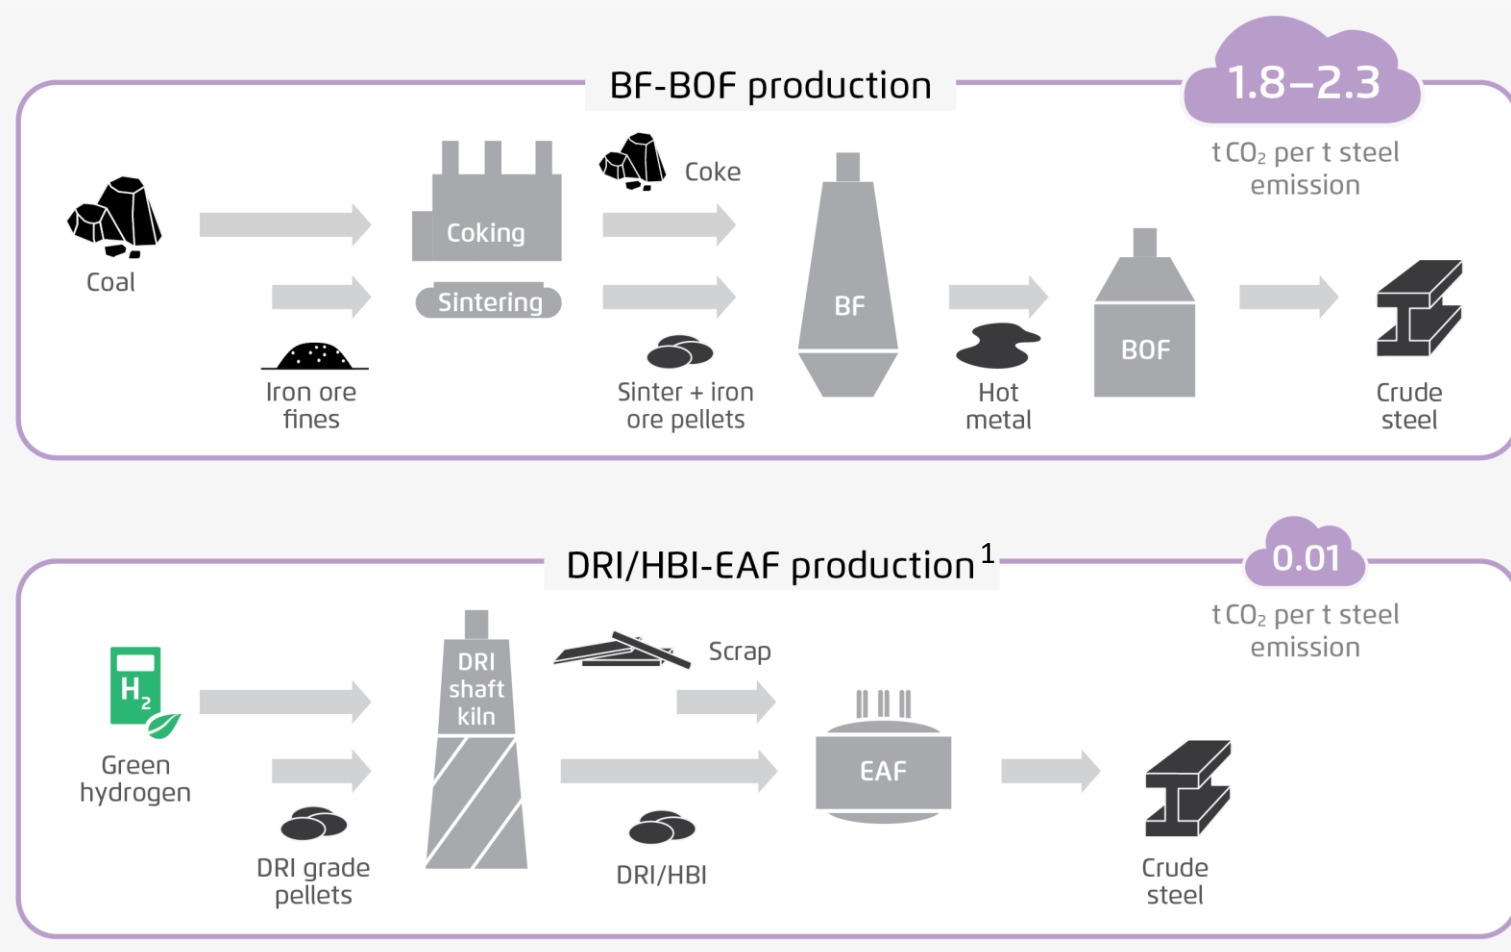 BF-BOF production
1.8–2.3
t CO₂ per t steel
emission
Coke
Coking
Coal
Sintering
BF
BOF
Iron ore
fines
Sinter + iron
ore pellets
Hot
metal
Crude
steel
DRI/HBI-EAF production¹
0.01
t CO₂ per t steel
emission
Scrap
DRI
shaft
kiln
H₂
Green
hydrogen
EAF
DRI grade
pellets
DRI/HBI
Crude
steel